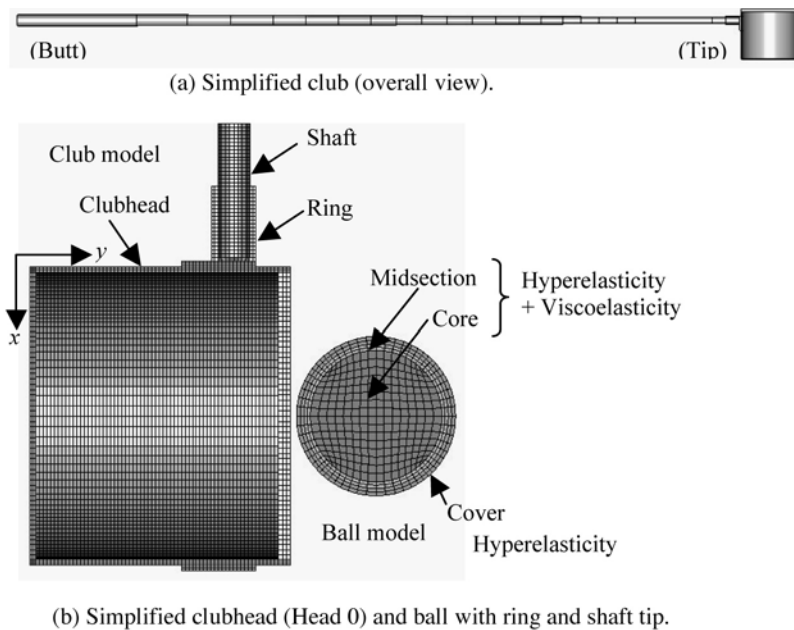 (Butt)
(Tip)
(a) Simplified club (overall view).
Club model
Shaft
Clubhead
Ring
y
x
Midsection
Core
Hyperelasticity
+ Viscoelasticity
Cover
Ball model
Hyperelasticity
(b) Simplified clubhead (Head 0) and ball with ring and shaft tip.